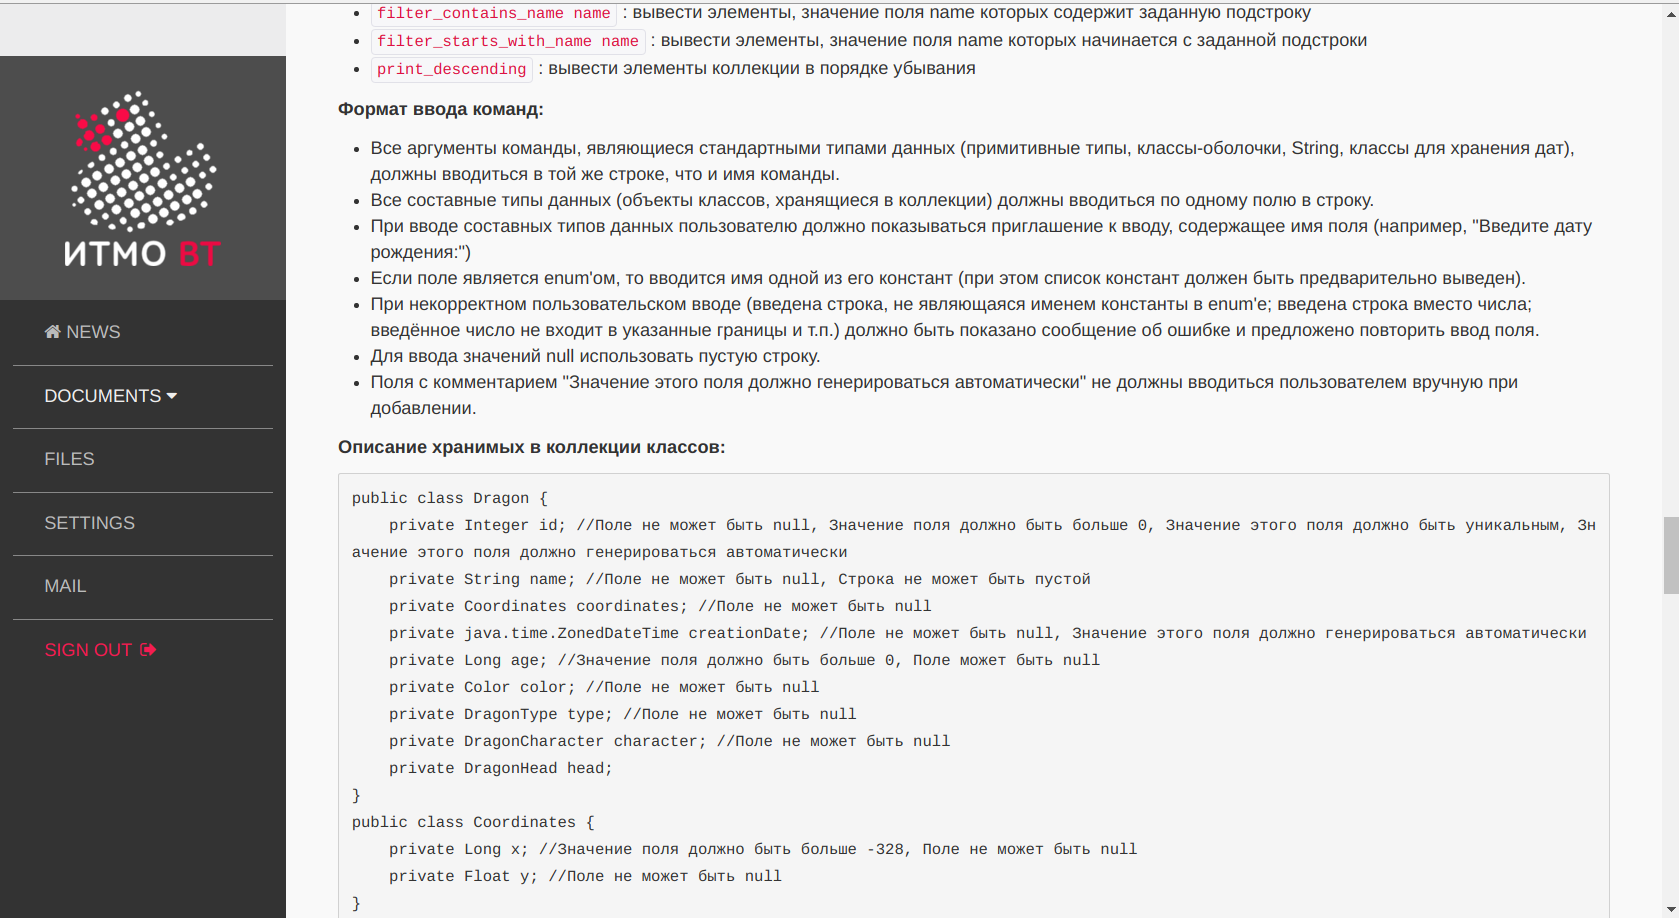 filter_contains_name name : вывести элементы, значение поля name которых содержит заданную подстроку
filter_starts_with_name name : вывести элементы, значение поля name которых начинается с заданной подстроки
print_descending : вывести элементы коллекции в порядке убывания
Формат ввода команд:
Все аргументы команды, являющиеся стандартными типами данных (примитивные типы, классы-оболочки, String, классы для хранения дат),
должны вводиться в той же строке, что и имя команды.
Все составные типы данных (объекты классов, хранящиеся в коллекции) должны вводиться по одному полю в строку.
При вводе составных типов данных пользователю должно показываться приглашение к вводу, содержащее имя поля (например, "Введите дату
рождения:")
Если поле является enum'ом, то вводится имя одной из его констант (при этом список констант должен быть предварительно выведен).
При некорректном пользовательском вводе (введена строка, не являющаяся именем константы в enum'е; введена строка вместо числа;
введённое число не входит в указанные границы и т.п.) должно быть показано сообщение об ошибке и предложено повторить ввод поля.
Для ввода значений null использовать пустую строку.
Поля с комментарием "Значение этого поля должно генерироваться автоматически" не должны вводиться пользователем вручную при
добавлении.
Описание хранимых в коллекции классов:
public class Dragon {
    private Integer id; //Поле не может быть null, Значение поля должно быть больше 0, Значение этого поля должно быть уникальным, Зн
ачение этого поля должно генерироваться автоматически
    private String name; //Поле не может быть null, Строка не может быть пустой
    private Coordinates coordinates; //Поле не может быть null
    private java.time.ZonedDateTime creationDate; //Поле не может быть null, Значение этого поля должно генерироваться автоматически
    private Long age; //Значение поля должно быть больше 0, Поле может быть null
    private Color color; //Поле не может быть null
    private DragonType type; //Поле не может быть null
    private DragonCharacter character; //Поле не может быть null
    private DragonHead head;
}
public class Coordinates {
    private Long x; //Значение поля должно быть больше -328, Поле не может быть null
    private Float y; //Поле не может быть null
}
ИТМО ВТ
NEWS
DOCUMENTS
FILES
SETTINGS
MAIL
SIGN OUT